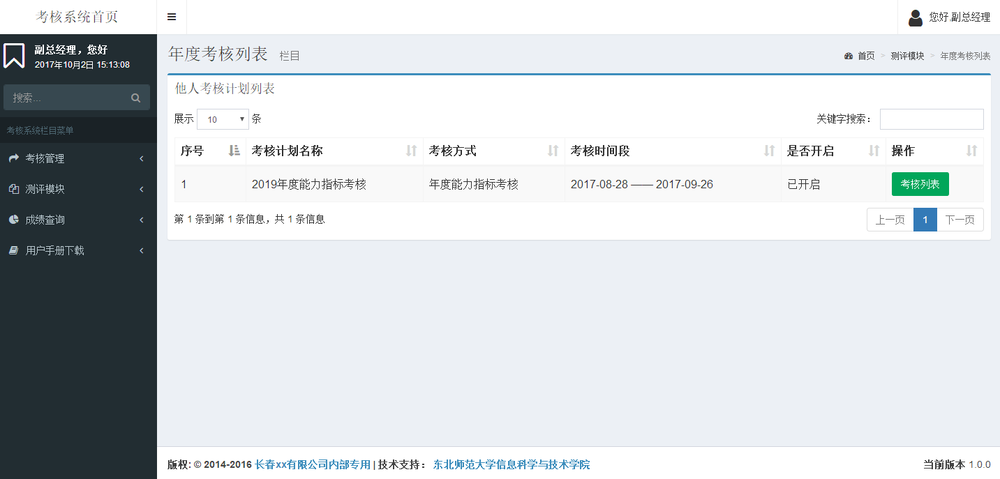 考核系统首页
您好,副总经理
副总经理，您好
2017年10月2日 15:13:08
搜索...
考核系统栏目菜单
考核管理
测评模块
成绩查询
用户手册下载
年度考核列表 栏目
首页 > 测评模块 > 年度考核列表
他人考核计划列表
展示 10 条 关键字搜索：
序号 考核计划名称 考核方式 考核时间段 是否开启 操作
1 2019年度能力指标考核 年度能力指标考核 2017-08-28 —— 2017-09-26 已开启 考核列表
第 1 条到第 1 条信息，共 1 条信息 上一页 1 下一页
版权: © 2014-2016 长春xx有限公司内部专用 | 技术支持： 东北师范大学信息科学与技术学院 当前版本 1.0.0